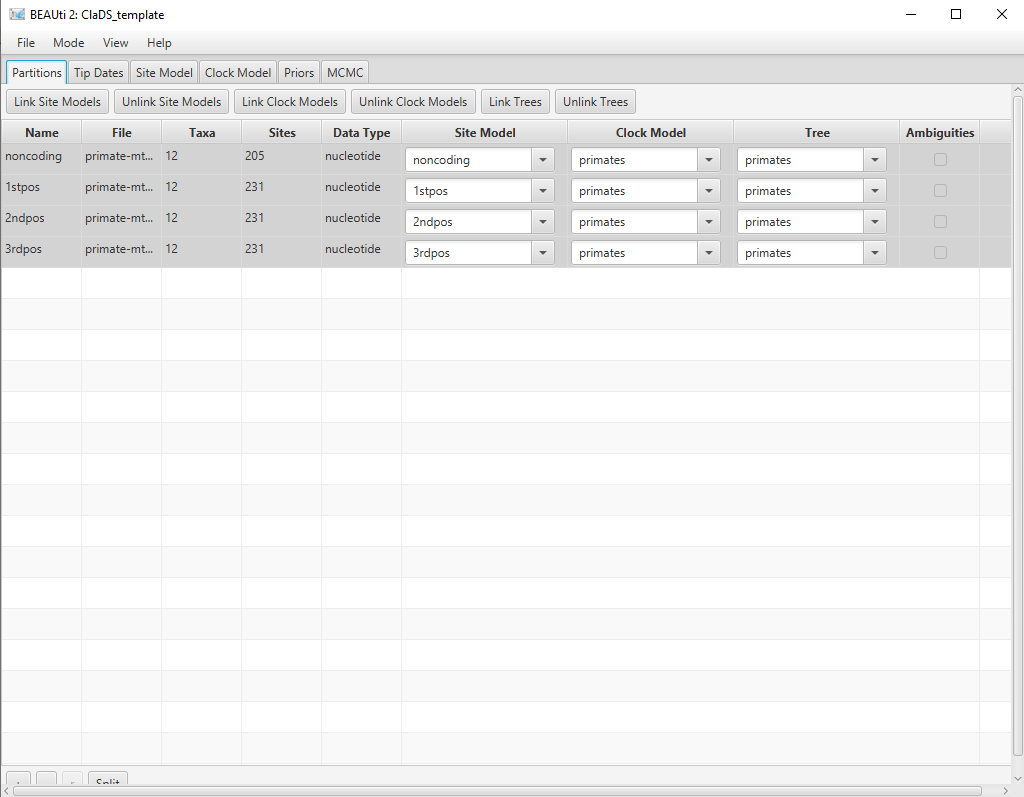 BEAUti 2: ClaDS_template
File Mode View Help
Partitions Tip Dates Site Model Clock Model Priors MCMC
Link Site Models Unlink Site Models Link Clock Models Unlink Clock Models Link Trees Unlink Trees
Name File Taxa Sites Data Type Site Model Clock Model Tree Ambiguities
noncoding primate-mt... 12 205 nucleotide noncoding primates primates
1stpos primate-mt... 12 231 nucleotide 1stpos primates primates
2ndpos primate-mt... 12 231 nucleotide 2ndpos primates primates
3rdpos primate-mt... 12 231 nucleotide 3rdpos primates primates
Split